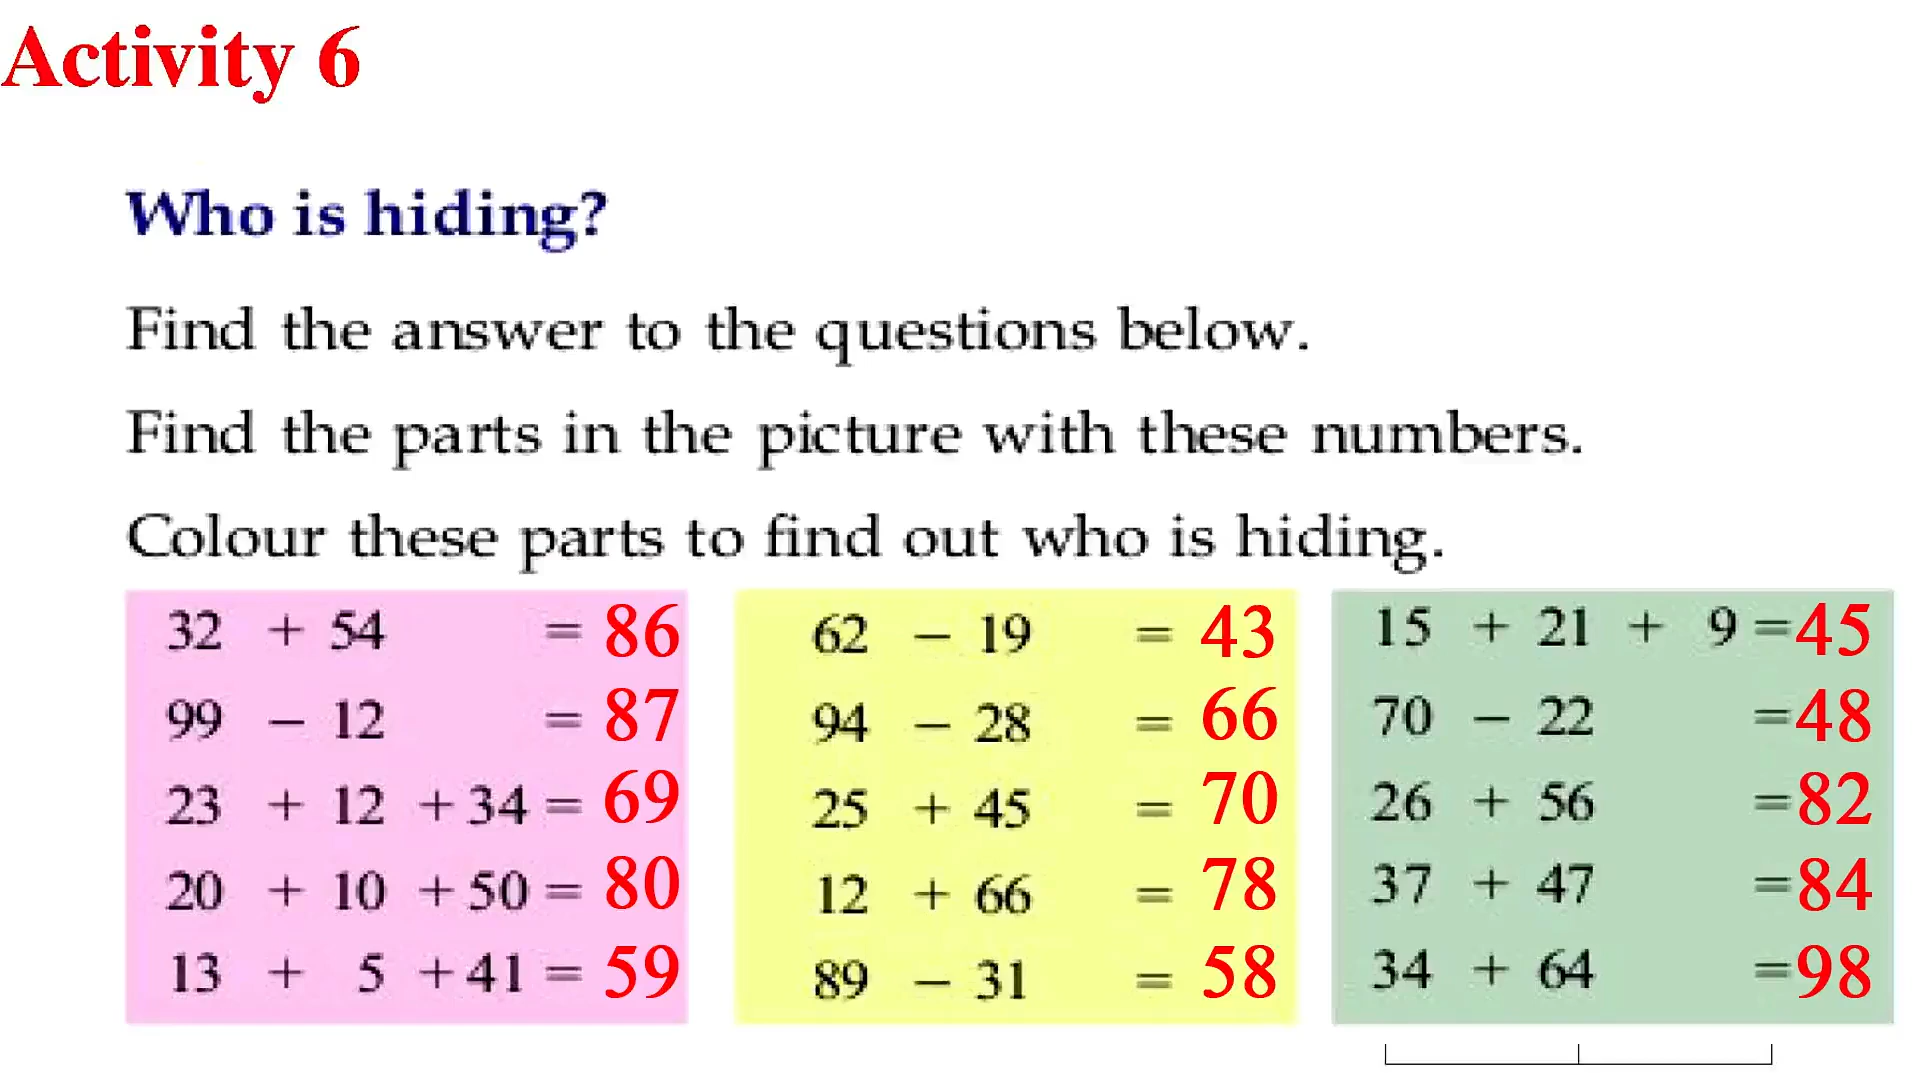 Activity 6
Who is hiding?
Find the answer to the questions below.
Find the parts in the picture with these numbers.
Colour these parts to find out who is hiding.
32 + 54 = 86
99 − 12 = 87
23 + 12 + 34 = 69
20 + 10 + 50 = 80
13 + 5 + 41 = 59
62 − 19 = 43
94 − 28 = 66
25 + 45 = 70
12 + 66 = 78
89 − 31 = 58
15 + 21 + 9 = 45
70 − 22 = 48
26 + 56 = 82
37 + 47 = 84
34 + 64 = 98